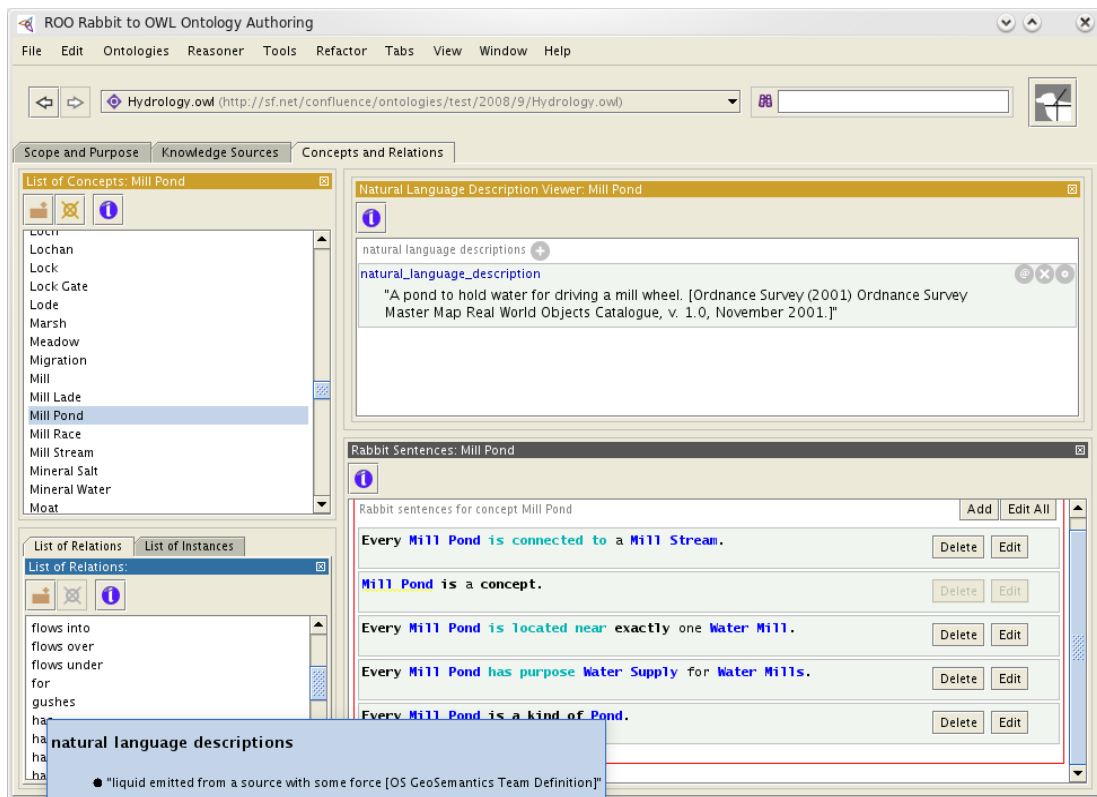 ROO Rabbit to OWL Ontology Authoring
File Edit Ontologies Reasoner Tools Refactor Tabs View Window Help
Hydrology.owl (http://sf.net/confluence/ontologies/test/2008/9/Hydrology.owl)
Scope and Purpose Knowledge Sources Concepts and Relations
List of Concepts: Mill Pond
Loch
Lochan
Lock
Lock Gate
Lode
Marsh
Meadow
Migration
Mill
Mill Lade
Mill Pond
Mill Race
Mill Stream
Mineral Salt
Mineral Water
Moat
List of Relations List of Instances
List of Relations:
flows into
flows over
flows under
for
gushes
has
ha
ha
ha
Natural Language Description Viewer: Mill Pond
natural language descriptions
natural_language_description
"A pond to hold water for driving a mill wheel. [Ordnance Survey (2001) Ordnance Survey
Master Map Real World Objects Catalogue, v. 1.0, November 2001.]"
Rabbit Sentences: Mill Pond
Rabbit sentences for concept Mill Pond Add Edit All
Every Mill Pond is connected to a Mill Stream. Delete Edit
Mill Pond is a concept. Delete Edit
Every Mill Pond is located near exactly one Water Mill. Delete Edit
Every Mill Pond has purpose Water Supply for Water Mills. Delete Edit
Every Mill Pond is a kind of Pond. Delete Edit
natural language descriptions
"liquid emitted from a source with some force [OS GeoSemantics Team Definition]"